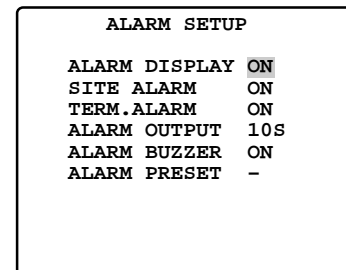 ALARM SETUP
ALARM DISPLAY ON
SITE ALARM ON
TERM.ALARM ON
ALARM OUTPUT 10S
ALARM BUZZER ON
ALARM PRESET –